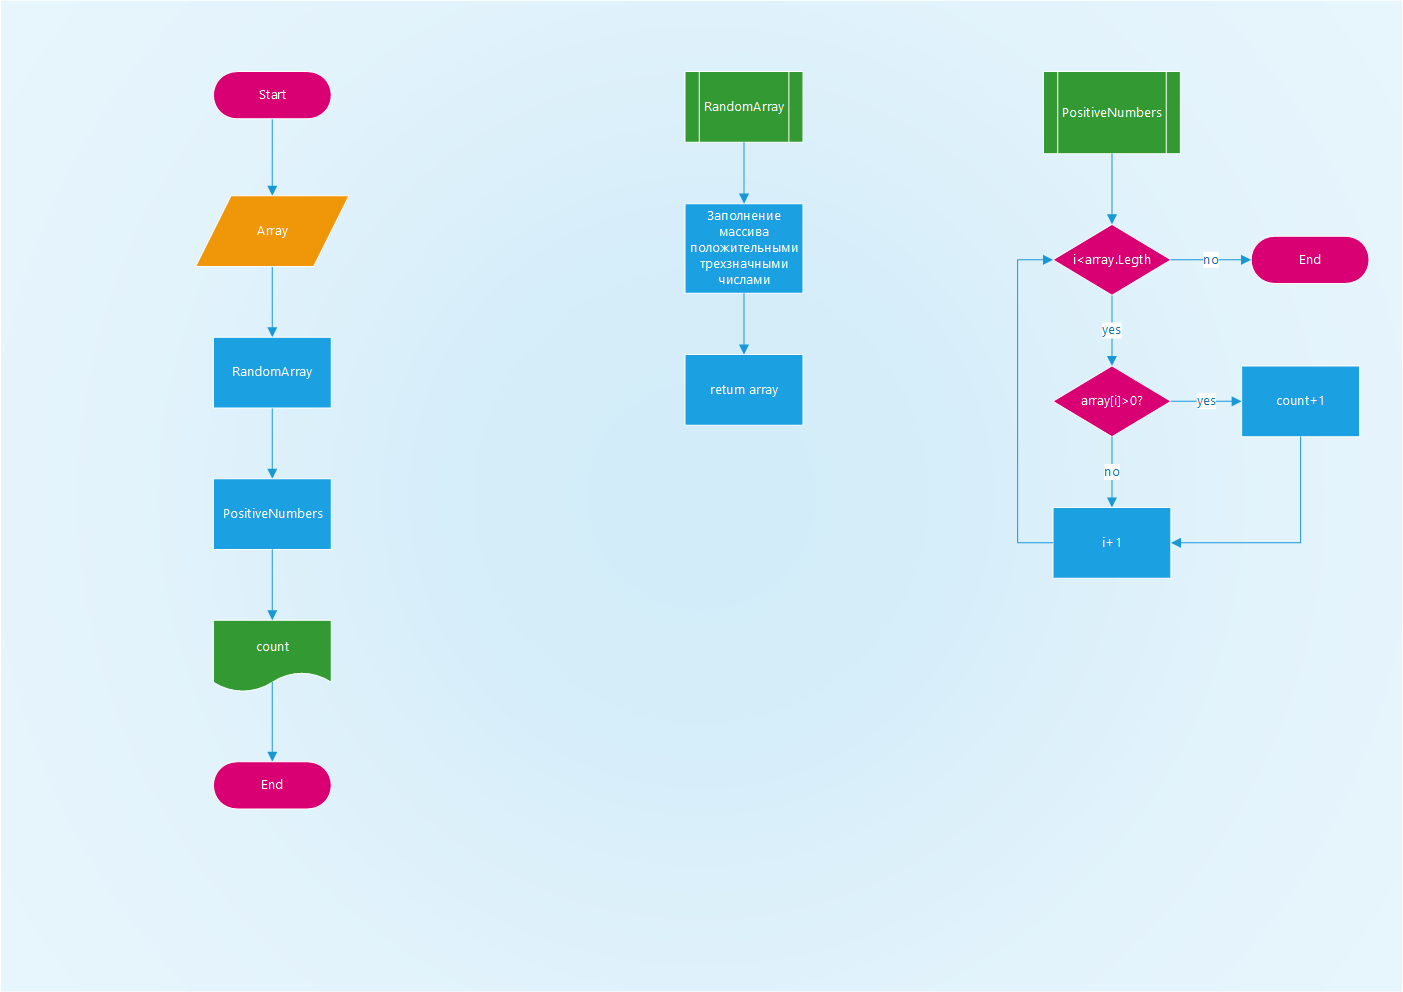 Start
Array
RandomArray
PositiveNumbers
count
End
RandomArray
Заполнение
массива
положительными
трехзначными
числами
return array
PositiveNumbers
i<array.Legth
no
End
yes
array[i]>0?
yes
count+1
no
i+1